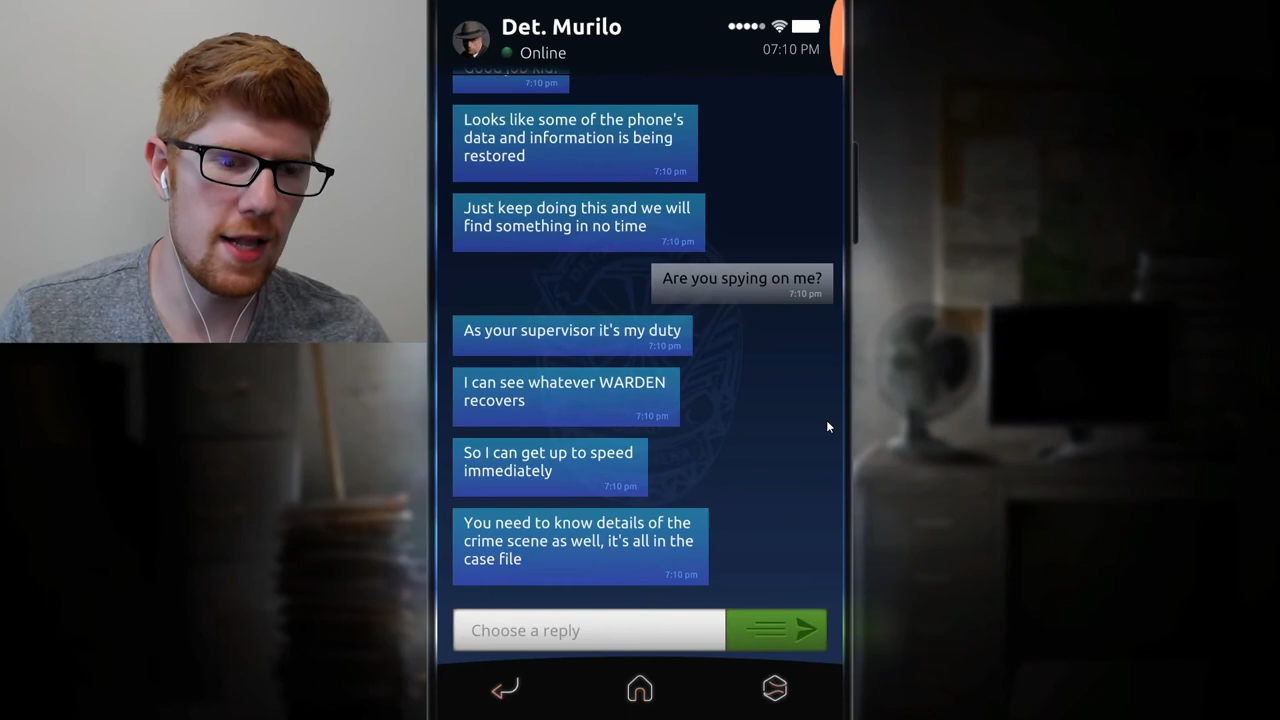 Det. Murilo
Online
07:10 PM
Good job kid!
7:10 pm
Looks like some of the phone's
data and information is being
restored
7:10 pm
Just keep doing this and we will
find something in no time
7:10 pm
Are you spying on me?
7:10 pm
As your supervisor it's my duty
7:10 pm
I can see whatever WARDEN
recovers
7:10 pm
So I can get up to speed
immediately
7:10 pm
You need to know details of the
crime scene as well, it's all in the
case file
7:10 pm
Choose a reply